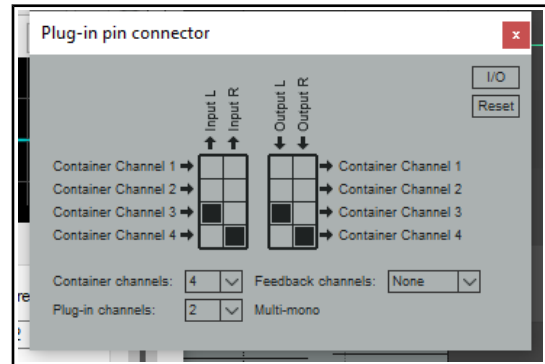 Plug-in pin connector
x
I/O
Reset
Input L
Input R
Output L
Output R
Container Channel 1
Container Channel 1
Container Channel 2
Container Channel 2
Container Channel 3
Container Channel 3
Container Channel 4
Container Channel 4
Container channels: 4 Feedback channels: None
Plug-in channels: 2 Multi-mono
re